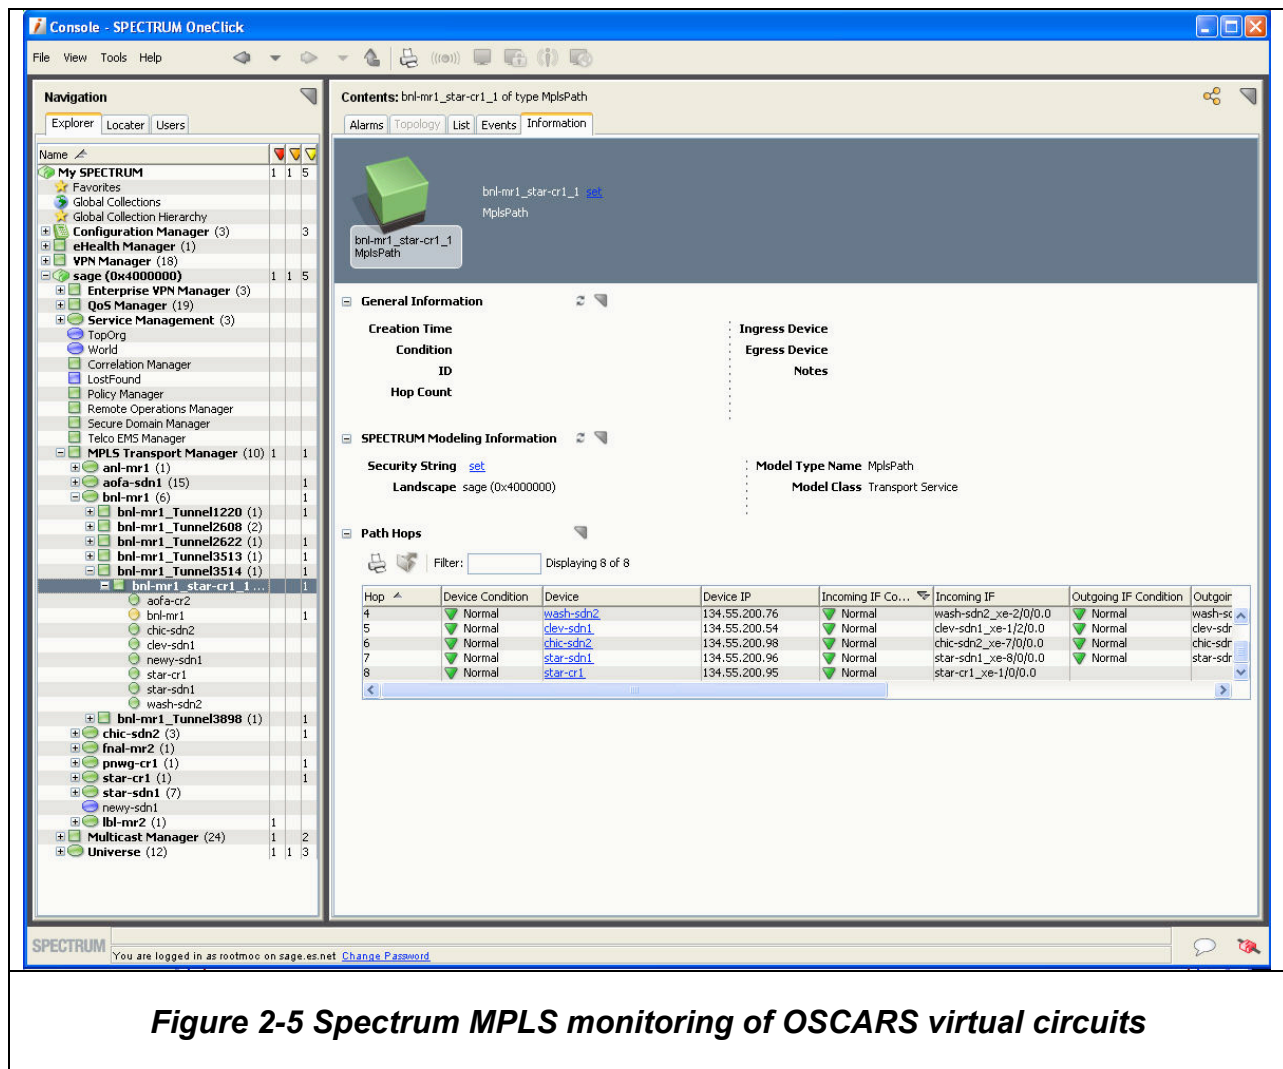 Console - SPECTRUM OneClick
File View Tools Help
Navigation
Explorer Locater Users
Name
My SPECTRUM 1 1 5
Favorites
Global Collections
Global Collection Hierarchy
Configuration Manager (3) 3
eHealth Manager (1)
VPN Manager (18)
sage (0x4000000) 1 1 5
Enterprise VPN Manager (3)
QoS Manager (19)
Service Management (3)
TopOrg
World
Correlation Manager
LostFound
Policy Manager
Remote Operations Manager
Secure Domain Manager
Telco EMS Manager
MPLS Transport Manager (10) 1 1
anl-mr1 (1)
aofa-sdn1 (15) 1
bnl-mr1 (6) 1
bnl-mr1_Tunnel1220 (1) 1
bnl-mr1_Tunnel2608 (2)
bnl-mr1_Tunnel2622 (1) 1
bnl-mr1_Tunnel3513 (1) 1
bnl-mr1_Tunnel3514 (1) 1
bnl-mr1_star-cr1_1 ... 1
aofa-cr2
bnl-mr1 1
chic-sdn2
clev-sdn1
newy-sdn1
star-cr1
star-sdn1
wash-sdn2
bnl-mr1_Tunnel3898 (1) 1
chic-sdn2 (3) 1
fnal-mr2 (1)
pnwg-cr1 (1) 1
star-cr1 (1) 1
star-sdn1 (7)
newy-sdn1
lbl-mr2 (1) 1
Multicast Manager (24) 1 2
Universe (12) 1 1 3
Contents: bnl-mr1_star-cr1_1 of type MplsPath
Alarms Topology List Events Information
bnl-mr1_star-cr1_1 set
MplsPath
bnl-mr1_star-cr1_1
MplsPath
General Information
Creation Time Ingress Device
Condition Egress Device
ID Notes
Hop Count
SPECTRUM Modeling Information
Security String set Model Type Name MplsPath
Landscape sage (0x4000000) Model Class Transport Service
Path Hops
Filter: Displaying 8 of 8
Hop Device Condition Device Device IP Incoming IF Co... Incoming IF Outgoing IF Condition Outgoir
4 Normal wash-sdn2 134.55.200.76 Normal wash-sdn2_xe-2/0/0.0 Normal wash-sc
5 Normal clev-sdn1 134.55.200.54 Normal clev-sdn1_xe-1/2/0.0 Normal clev-sdr
6 Normal chic-sdn2 134.55.200.98 Normal chic-sdn2_xe-7/0/0.0 Normal chic-sdr
7 Normal star-sdn1 134.55.200.96 Normal star-sdn1_xe-8/0/0.0 Normal star-sdr
8 Normal star-cr1 134.55.200.95 Normal star-cr1_xe-1/0/0.0
SPECTRUM
You are logged in as rootmoc on sage.es.net Change Password
Figure 2-5 Spectrum MPLS monitoring of OSCARS virtual circuits